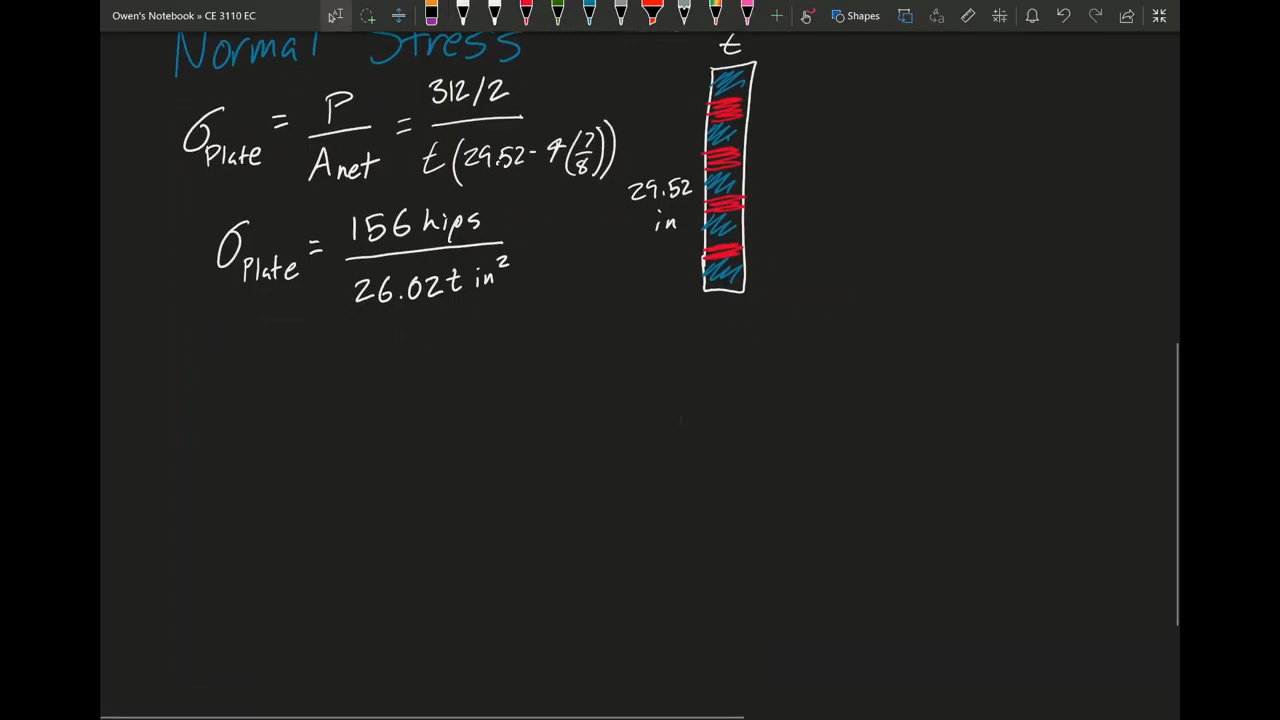 Owen's Notebook » CE 3110 EC
Shapes
Normal Stress
t
σPlate = P / Anet = 312/2 / t(29.52 - 4(7/8))
29.52
in
σPlate = 156 kips / 26.02t in²